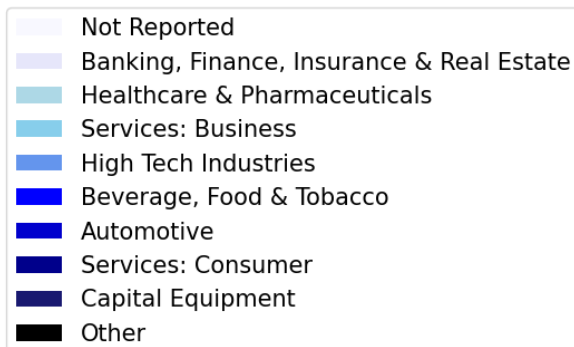 Not Reported
Banking, Finance, Insurance & Real Estate
Healthcare & Pharmaceuticals
Services: Business
High Tech Industries
Beverage, Food & Tobacco
Automotive
Services: Consumer
Capital Equipment
Other